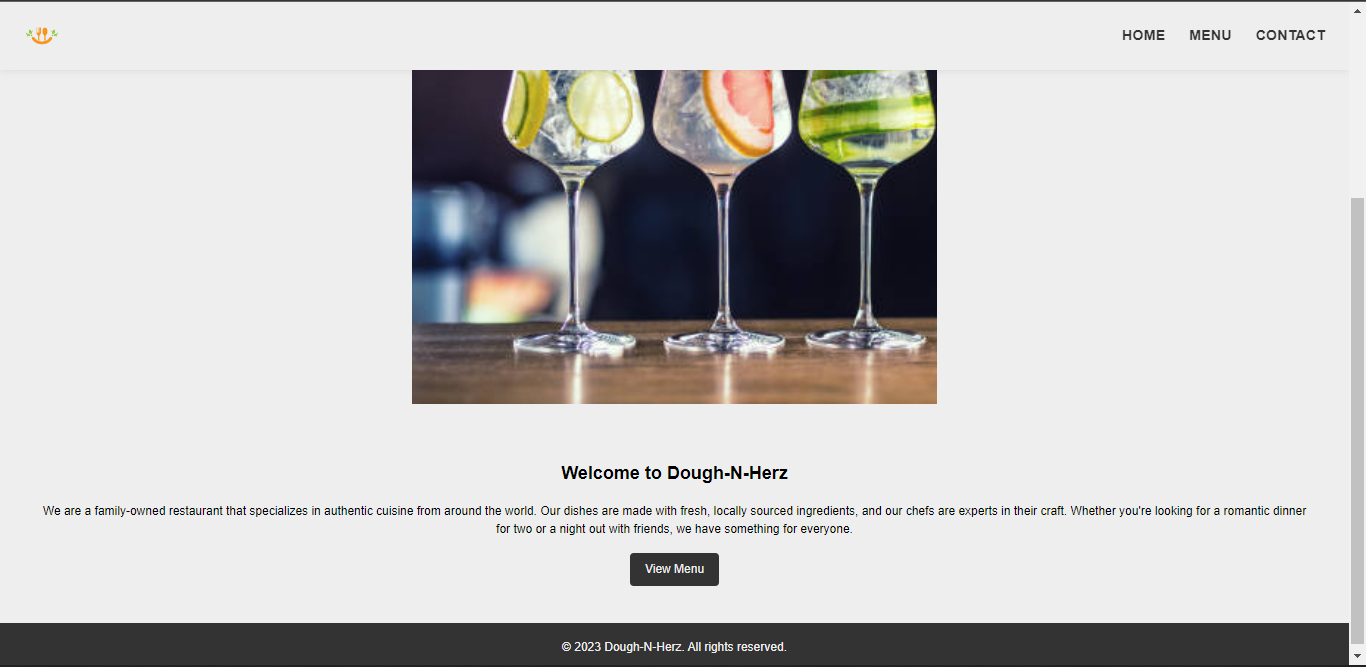 HOME MENU CONTACT
Welcome to Dough-N-Herz
We are a family-owned restaurant that specializes in authentic cuisine from around the world. Our dishes are made with fresh, locally sourced ingredients, and our chefs are experts in their craft. Whether you're looking for a romantic dinner
for two or a night out with friends, we have something for everyone.
View Menu
© 2023 Dough-N-Herz. All rights reserved.